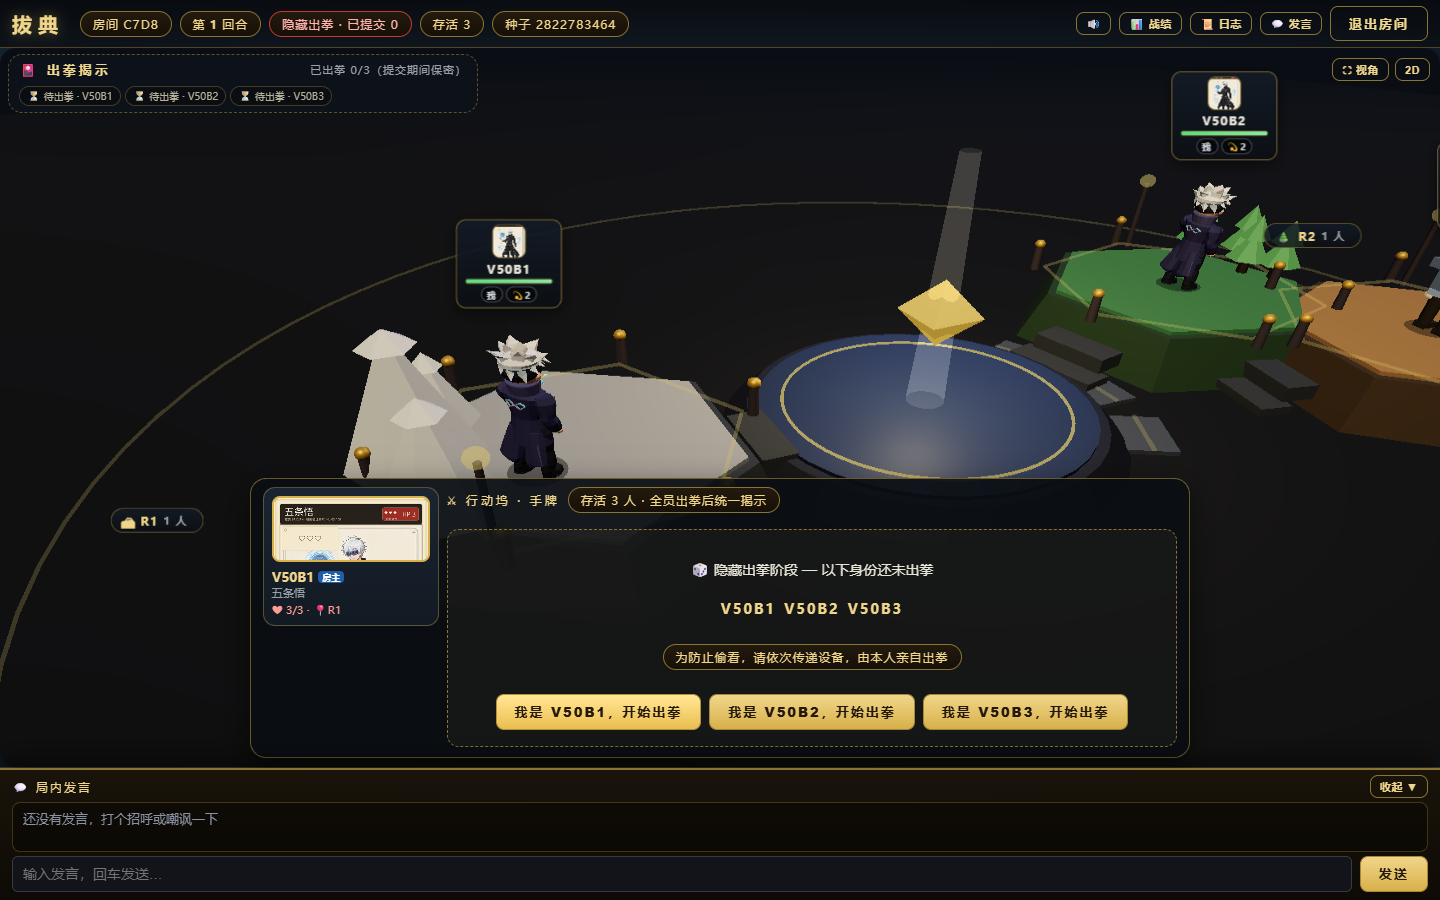 拔典 房间 C7D8 第 1 回合 隐藏出拳 · 已提交 0 存活 3 种子 2822783464 战绩 日志 发言 退出房间
出拳揭示 已出拳 0/3（提交期间保密）
待出拳 · V50B1 待出拳 · V50B2 待出拳 · V50B3
视角 2D
V50B2
我 2
R2 1 人
V50B1
我 2
R1 1 人
五条悟
V50B1 房主
五条悟
3/3 · R1
行动坞 · 手牌 存活 3 人 · 全员出拳后统一揭示
隐藏出拳阶段 — 以下身份还未出拳
V50B1 V50B2 V50B3
为防止偷看，请依次传递设备，由本人亲自出拳
我是 V50B1，开始出拳 我是 V50B2，开始出拳 我是 V50B3，开始出拳
局内发言 收起 ▼
还没有发言，打个招呼或嘲讽一下
输入发言，回车发送... 发送